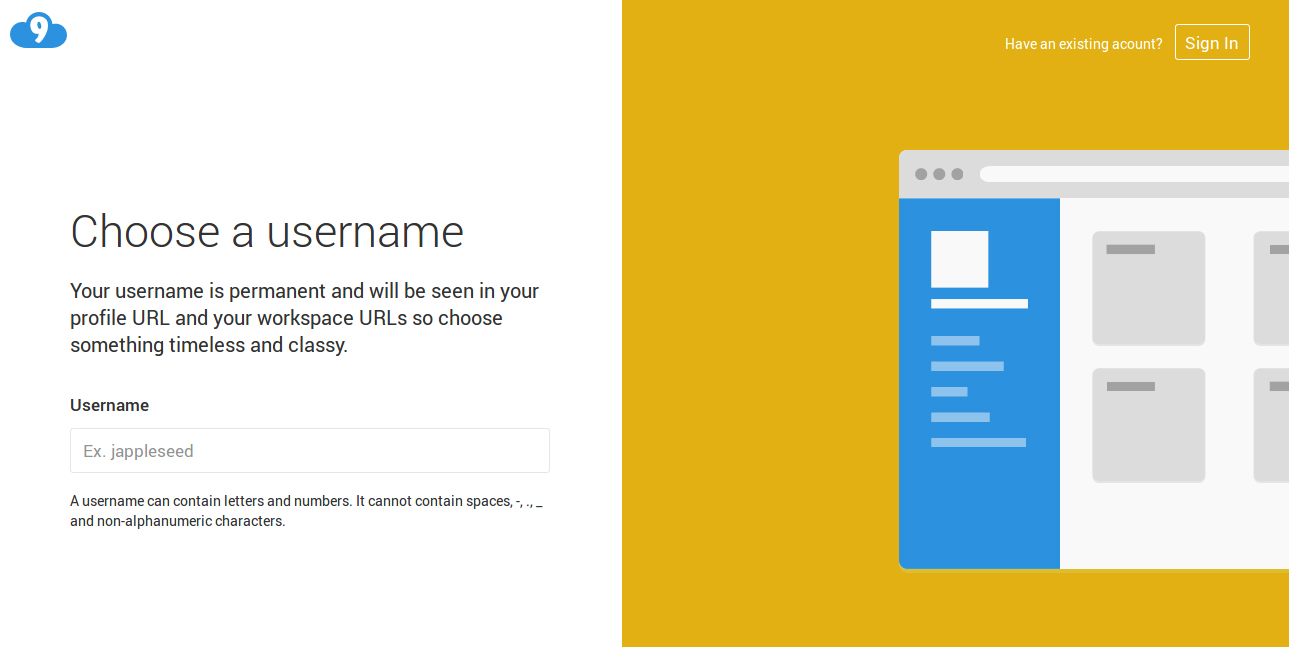 9
Have an existing acount?
Sign In
Choose a username
Your username is permanent and will be seen in your
profile URL and your workspace URLs so choose
something timeless and classy.
Username
Ex. jappleseed
A username can contain letters and numbers. It cannot contain spaces, -, ., _
and non-alphanumeric characters.